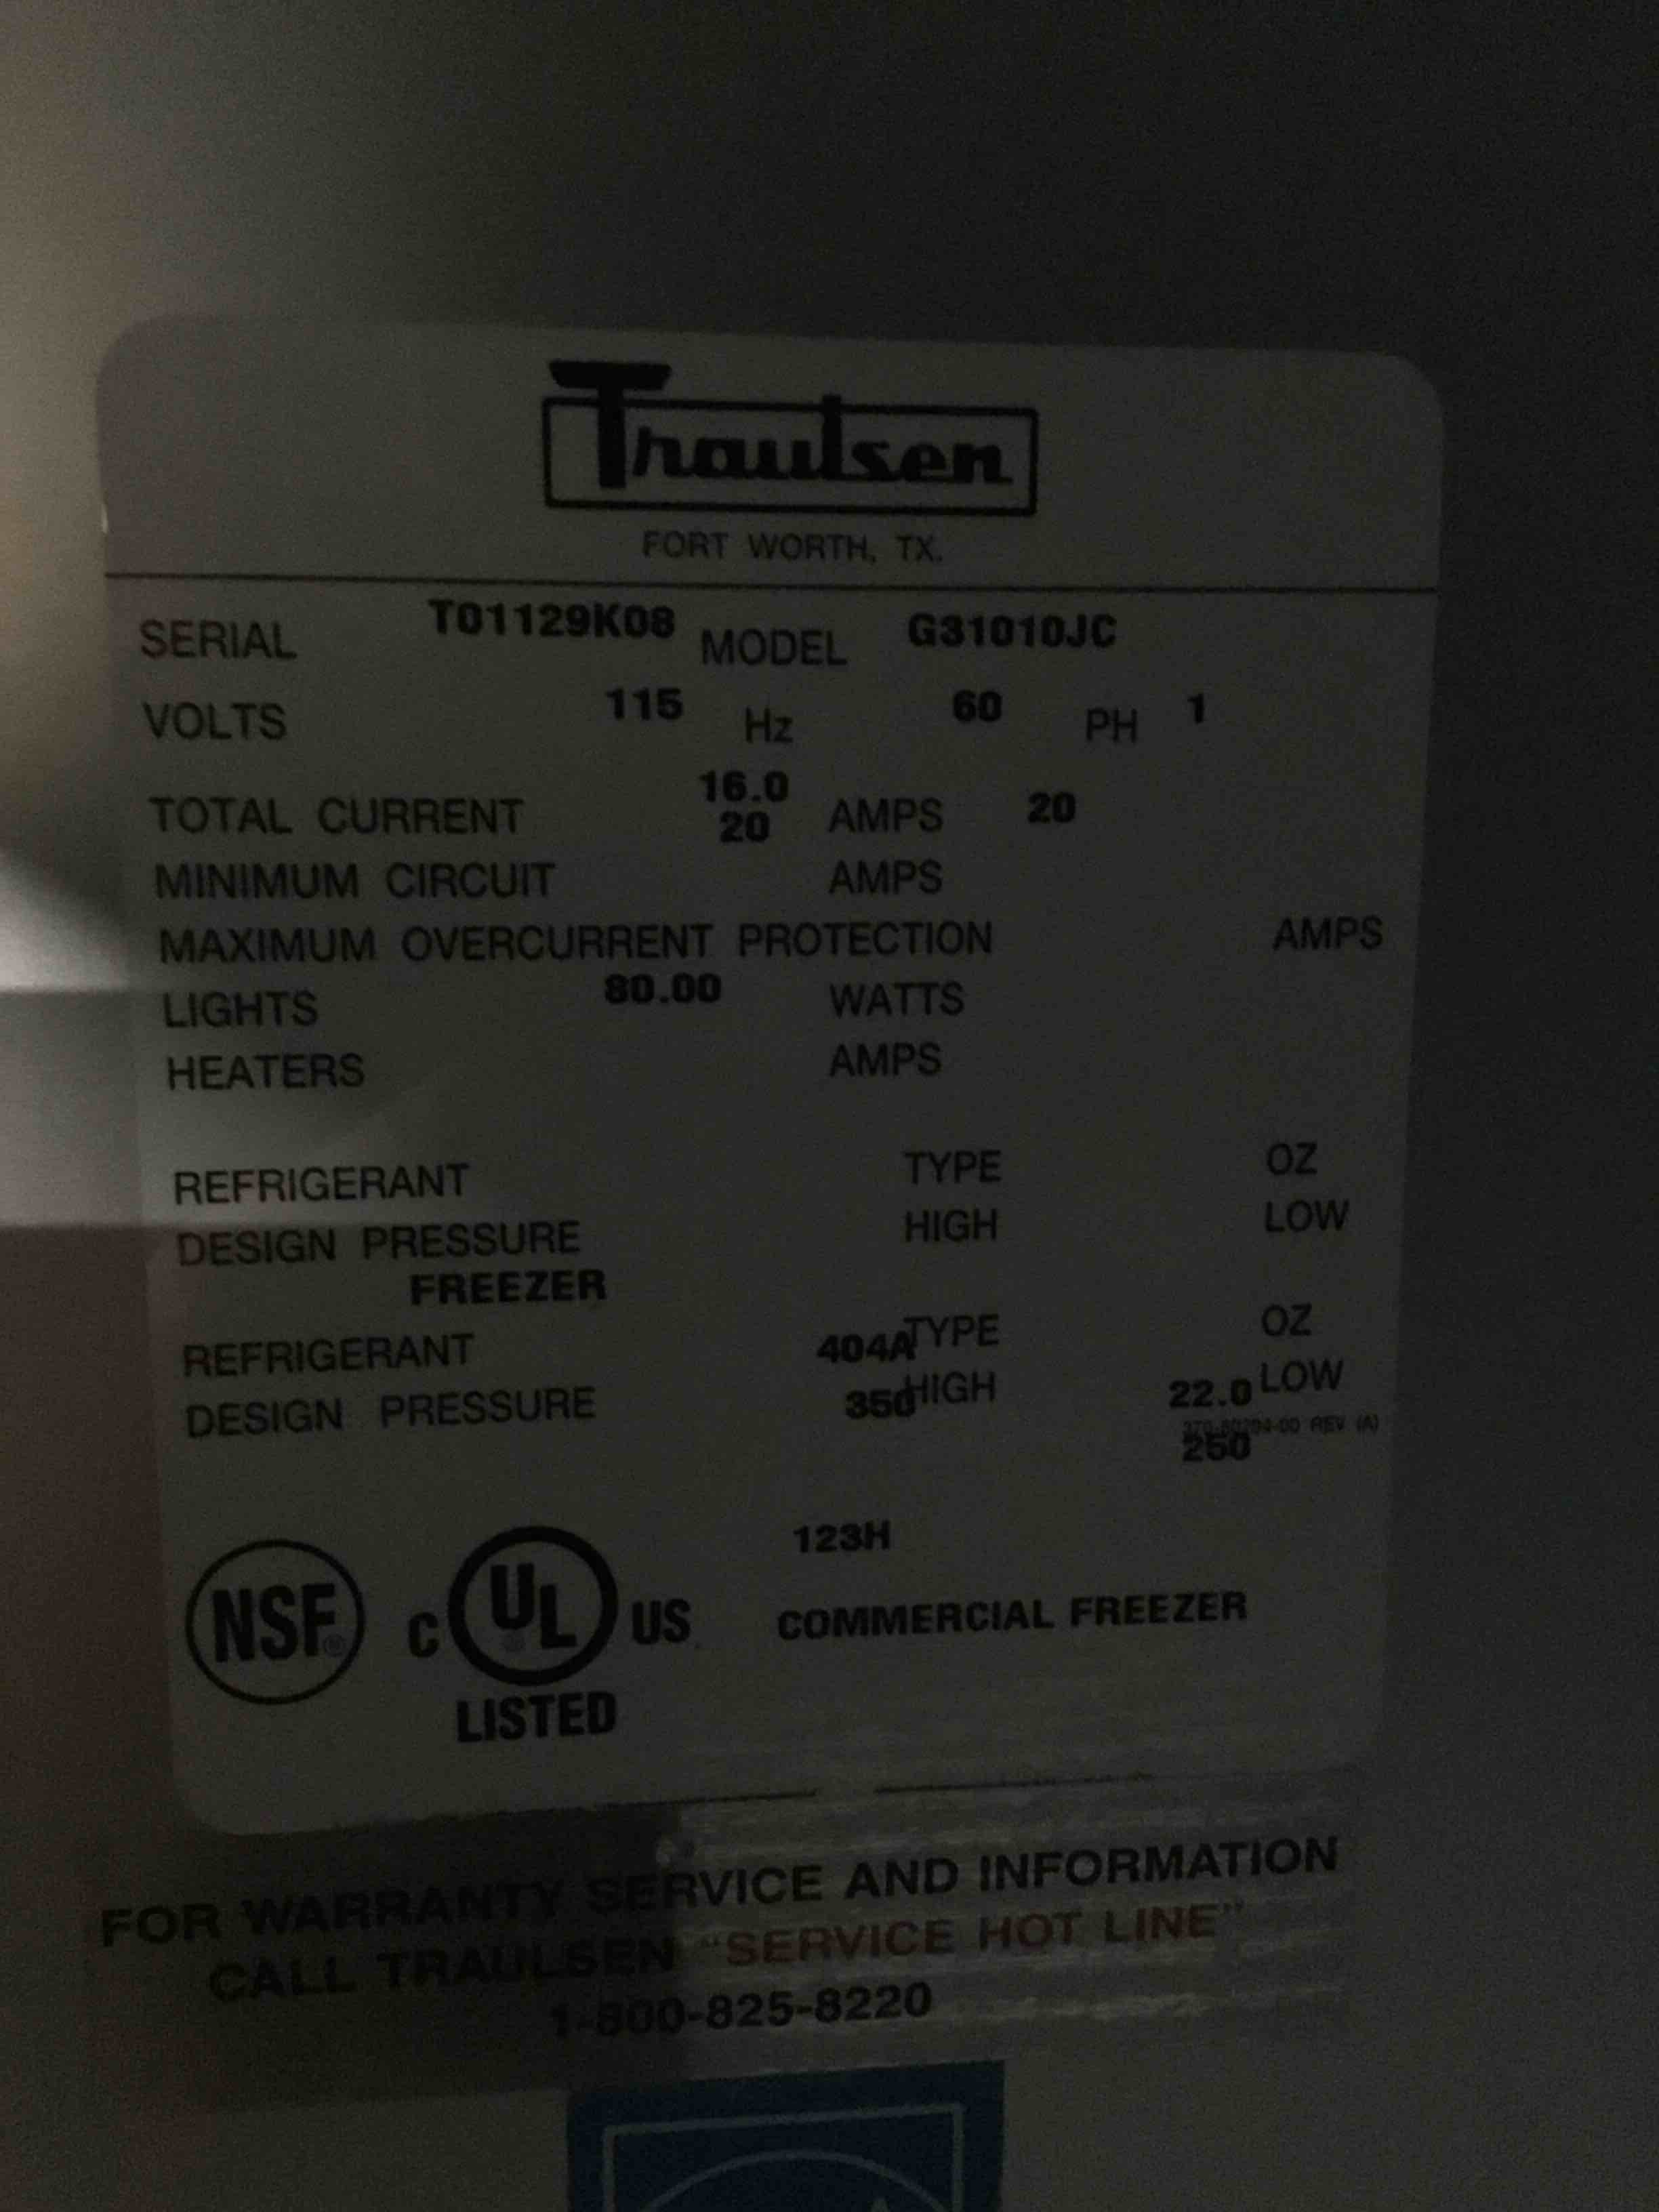 Traulsen
FORT WORTH, TX.
SERIAL T01129K08 MODEL G31010JC
VOLTS 115 Hz 60 PH 1
16.0
TOTAL CURRENT 20 AMPS 20
MINIMUM CIRCUIT AMPS
MAXIMUM OVERCURRENT PROTECTION AMPS
LIGHTS 80.00 WATTS
HEATERS AMPS
REFRIGERANT TYPE OZ
DESIGN PRESSURE HIGH LOW
FREEZER
REFRIGERANT 404A TYPE OZ
DESIGN PRESSURE 350 HIGH 22.0 LOW
REV (A)
250
123H
NSF®
C UL US
LISTED
COMMERCIAL FREEZER
FOR WARRANTY SERVICE AND INFORMATION
CALL TRAULSEN "SERVICE HOT LINE"
1-800-825-8220